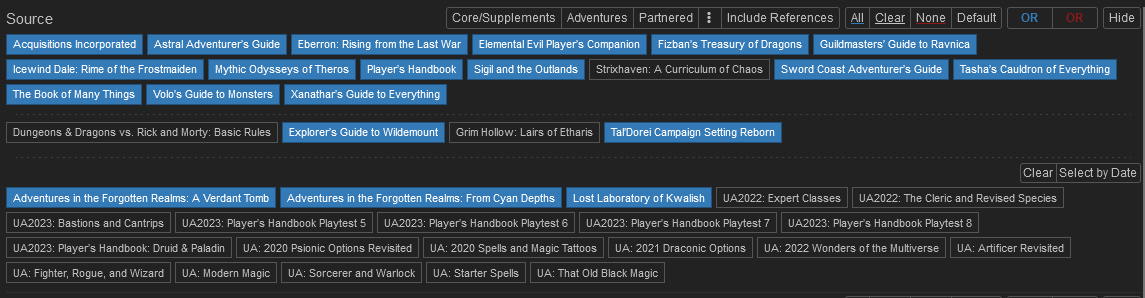 Source Core/Supplements Adventures Partnered ⋮ Include References All Clear None Default OR OR Hide
Acquisitions Incorporated Astral Adventurer's Guide Eberron: Rising from the Last War Elemental Evil Player's Companion Fizban's Treasury of Dragons Guildmasters' Guide to Ravnica
Icewind Dale: Rime of the Frostmaiden Mythic Odysseys of Theros Player's Handbook Sigil and the Outlands Strixhaven: A Curriculum of Chaos Sword Coast Adventurer's Guide Tasha's Cauldron of Everything
The Book of Many Things Volo's Guide to Monsters Xanathar's Guide to Everything
Dungeons & Dragons vs. Rick and Morty: Basic Rules Explorer's Guide to Wildemount Grim Hollow: Lairs of Etharis Tal'Dorei Campaign Setting Reborn
Clear Select by Date
Adventures in the Forgotten Realms: A Verdant Tomb Adventures in the Forgotten Realms: From Cyan Depths Lost Laboratory of Kwalish UA2022: Expert Classes UA2022: The Cleric and Revised Species
UA2023: Bastions and Cantrips UA2023: Player's Handbook Playtest 5 UA2023: Player's Handbook Playtest 6 UA2023: Player's Handbook Playtest 7 UA2023: Player's Handbook Playtest 8
UA2023: Player's Handbook: Druid & Paladin UA: 2020 Psionic Options Revisited UA: 2020 Spells and Magic Tattoos UA: 2021 Draconic Options UA: 2022 Wonders of the Multiverse UA: Artificer Revisited
UA: Fighter, Rogue, and Wizard UA: Modern Magic UA: Sorcerer and Warlock UA: Starter Spells UA: That Old Black Magic